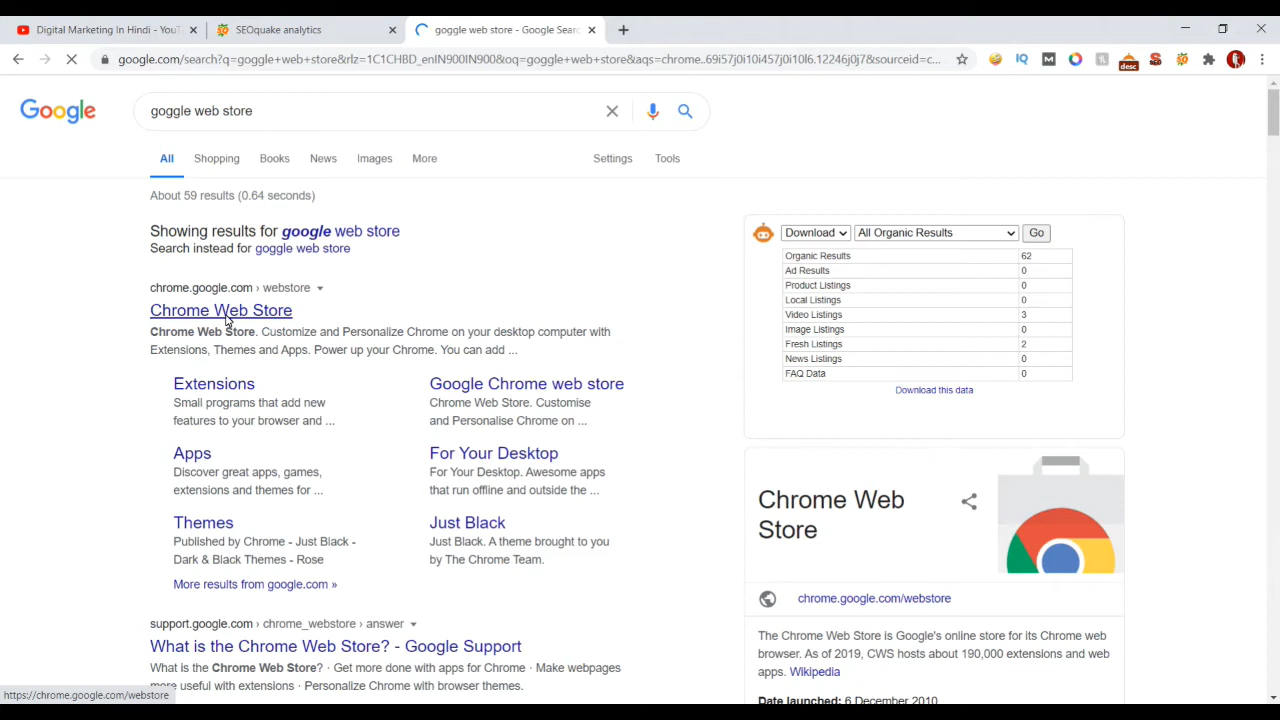 Digital Marketing In Hindi - YouT
SEOquake analytics
goggle web store - Google Searc
google.com/search?q=goggle+web+store&rlz=1C1CHBD_enIN900IN900&oq=goggle+web+store&aqs=chrome..69i57j0i10i457j0i10l6.12246j0j7&sourceid=c...
desc
Google
goggle web store
All
Shopping
Books
News
Images
More
Settings
Tools
About 59 results (0.64 seconds)
Showing results for google web store
Search instead for goggle web store
chrome.google.com › webstore
Chrome Web Store
Chrome Web Store. Customize and Personalize Chrome on your desktop computer with
Extensions, Themes and Apps. Power up your Chrome. You can add ...
Extensions
Small programs that add new
features to your browser and ...
Google Chrome web store
Chrome Web Store. Customise
and Personalise Chrome on ...
Apps
Discover great apps, games,
extensions and themes for ...
For Your Desktop
For Your Desktop. Awesome apps
that run offline and outside the ...
Themes
Published by Chrome - Just Black -
Dark & Black Themes - Rose
Just Black
Just Black. A theme brought to you
by The Chrome Team.
More results from google.com »
support.google.com › chrome_webstore › answer
What is the Chrome Web Store? - Google Support
What is the Chrome Web Store? · Get more done with apps for Chrome · Make webpages
more useful with extensions · Personalize Chrome with browser themes.
https://chrome.google.com/webstore
Download
All Organic Results
Go
Organic Results 62
Ad Results 0
Product Listings 0
Local Listings 0
Video Listings 3
Image Listings 0
Fresh Listings 2
News Listings 0
FAQ Data 0
Download this data
Chrome Web
Store
chrome.google.com/webstore
The Chrome Web Store is Google's online store for its Chrome web
browser. As of 2019, CWS hosts about 190,000 extensions and web
apps. Wikipedia
Date launched: 6 December 2010